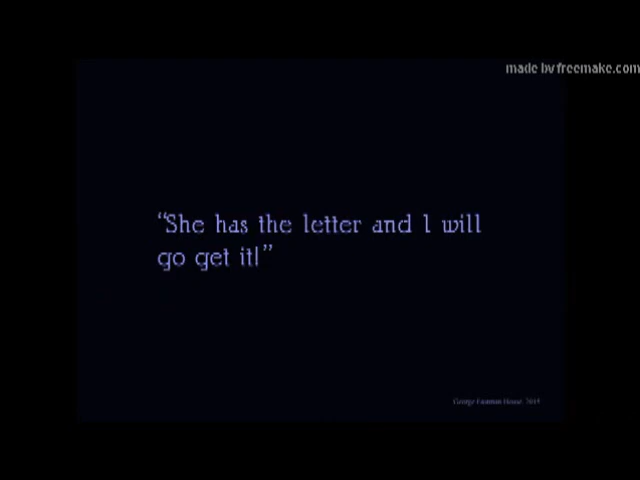 made by freemake.com
“She has the letter and I will
go get it!”
George Eastman House, 2015